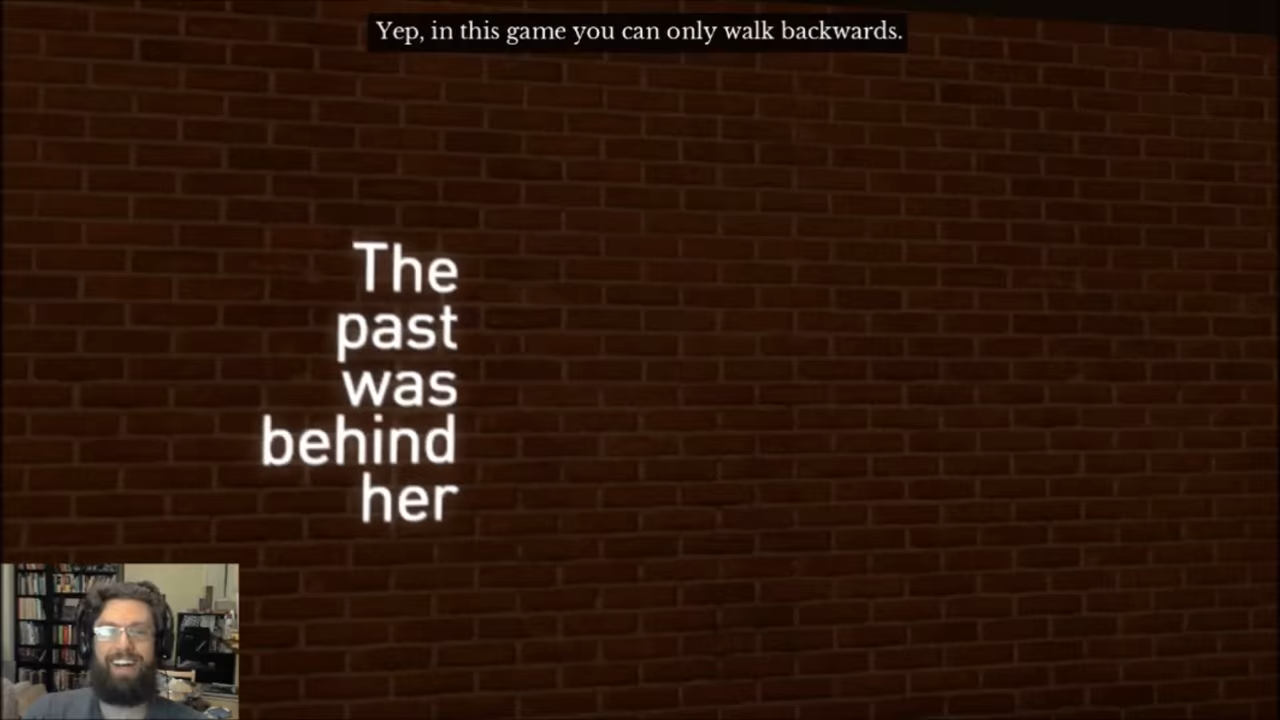 Yep, in this game you can only walk backwards.
The
past
was
behind
her